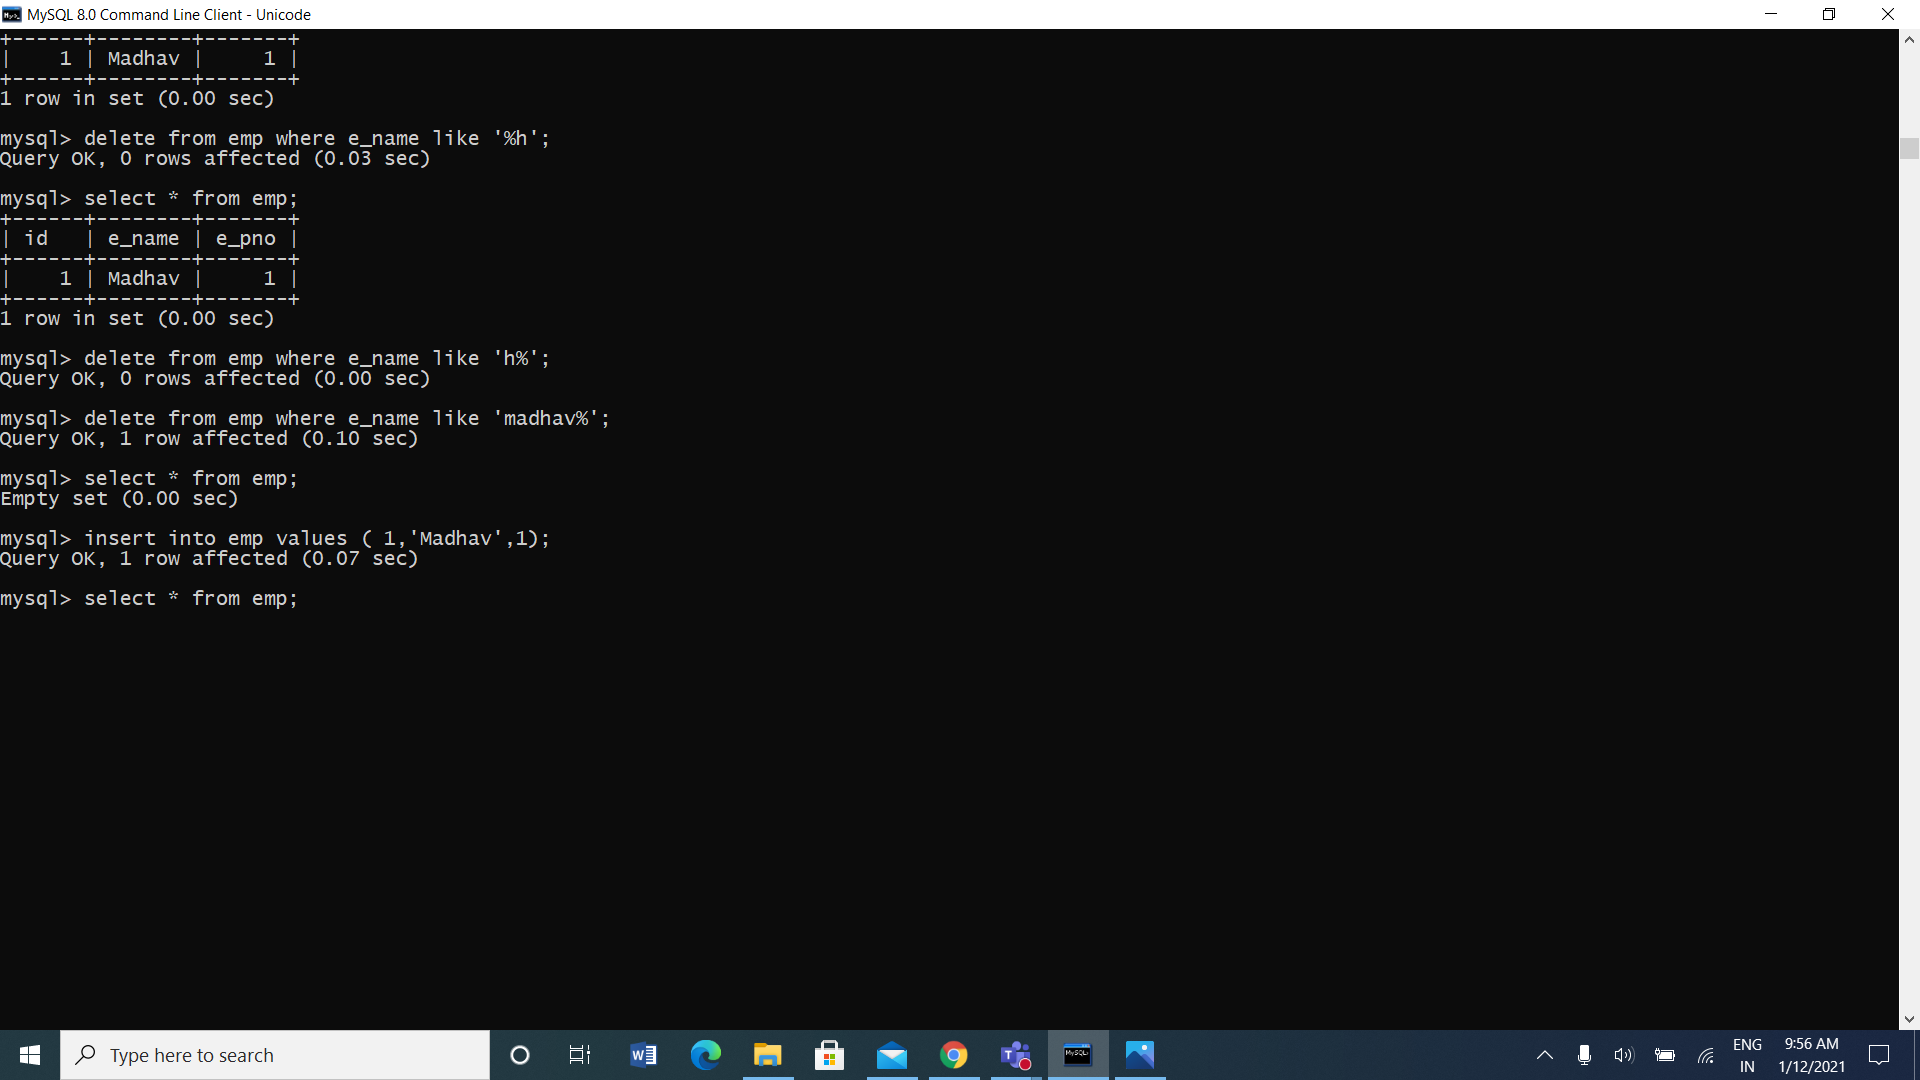 MySQL 8.0 Command Line Client - Unicode
+------+--------+-------+
|    1 | Madhav |     1 |
+------+--------+-------+
1 row in set (0.00 sec)
mysql> delete from emp where e_name like '%h';
Query OK, 0 rows affected (0.03 sec)
mysql> select * from emp;
+------+--------+-------+
| id   | e_name | e_pno |
+------+--------+-------+
|    1 | Madhav |     1 |
+------+--------+-------+
1 row in set (0.00 sec)
mysql> delete from emp where e_name like 'h%';
Query OK, 0 rows affected (0.00 sec)
mysql> delete from emp where e_name like 'madhav%';
Query OK, 1 row affected (0.10 sec)
mysql> select * from emp;
Empty set (0.00 sec)
mysql> insert into emp values ( 1,'Madhav',1);
Query OK, 1 row affected (0.07 sec)
mysql> select * from emp;
Type here to search
ENG
IN
9:56 AM
1/12/2021